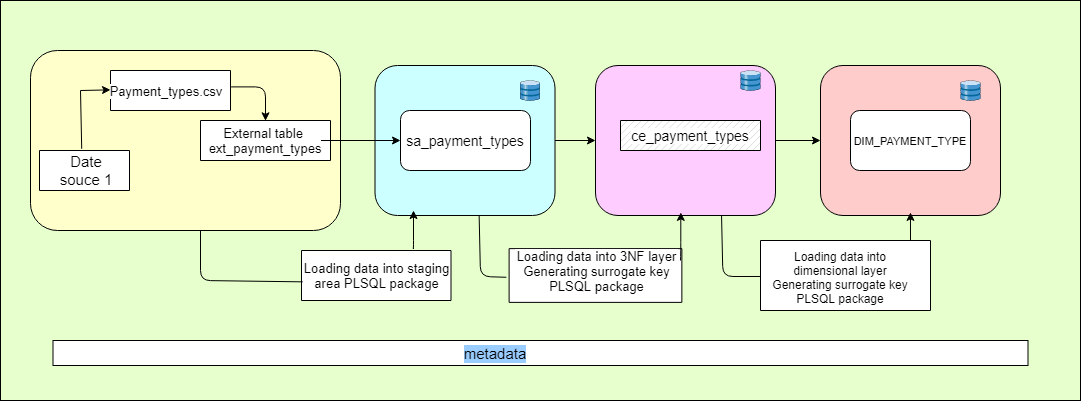 Payment_types.csv
External table
ext_payment_types
Date
souce 1
sa_payment_types
ce_payment_types
DIM_PAYMENT_TYPE
Loading data into staging
area PLSQL package
Loading data into 3NF layer
Generating surrogate key
PLSQL package
Loading data into
dimensional layer
Generating surrogate key
PLSQL package
metadata